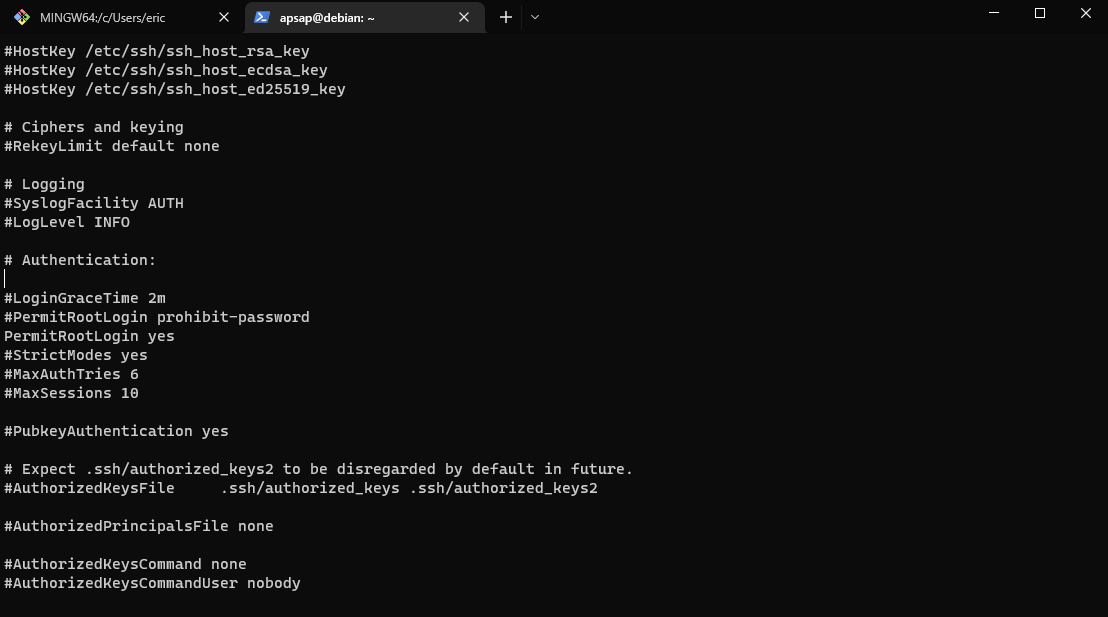 MINGW64:/c/Users/eric
apsap@debian: ~
#HostKey /etc/ssh/ssh_host_rsa_key
#HostKey /etc/ssh/ssh_host_ecdsa_key
#HostKey /etc/ssh/ssh_host_ed25519_key
# Ciphers and keying
#RekeyLimit default none
# Logging
#SyslogFacility AUTH
#LogLevel INFO
# Authentication:
#LoginGraceTime 2m
#PermitRootLogin prohibit-password
PermitRootLogin yes
#StrictModes yes
#MaxAuthTries 6
#MaxSessions 10
#PubkeyAuthentication yes
# Expect .ssh/authorized_keys2 to be disregarded by default in future.
#AuthorizedKeysFile     .ssh/authorized_keys .ssh/authorized_keys2
#AuthorizedPrincipalsFile none
#AuthorizedKeysCommand none
#AuthorizedKeysCommandUser nobody